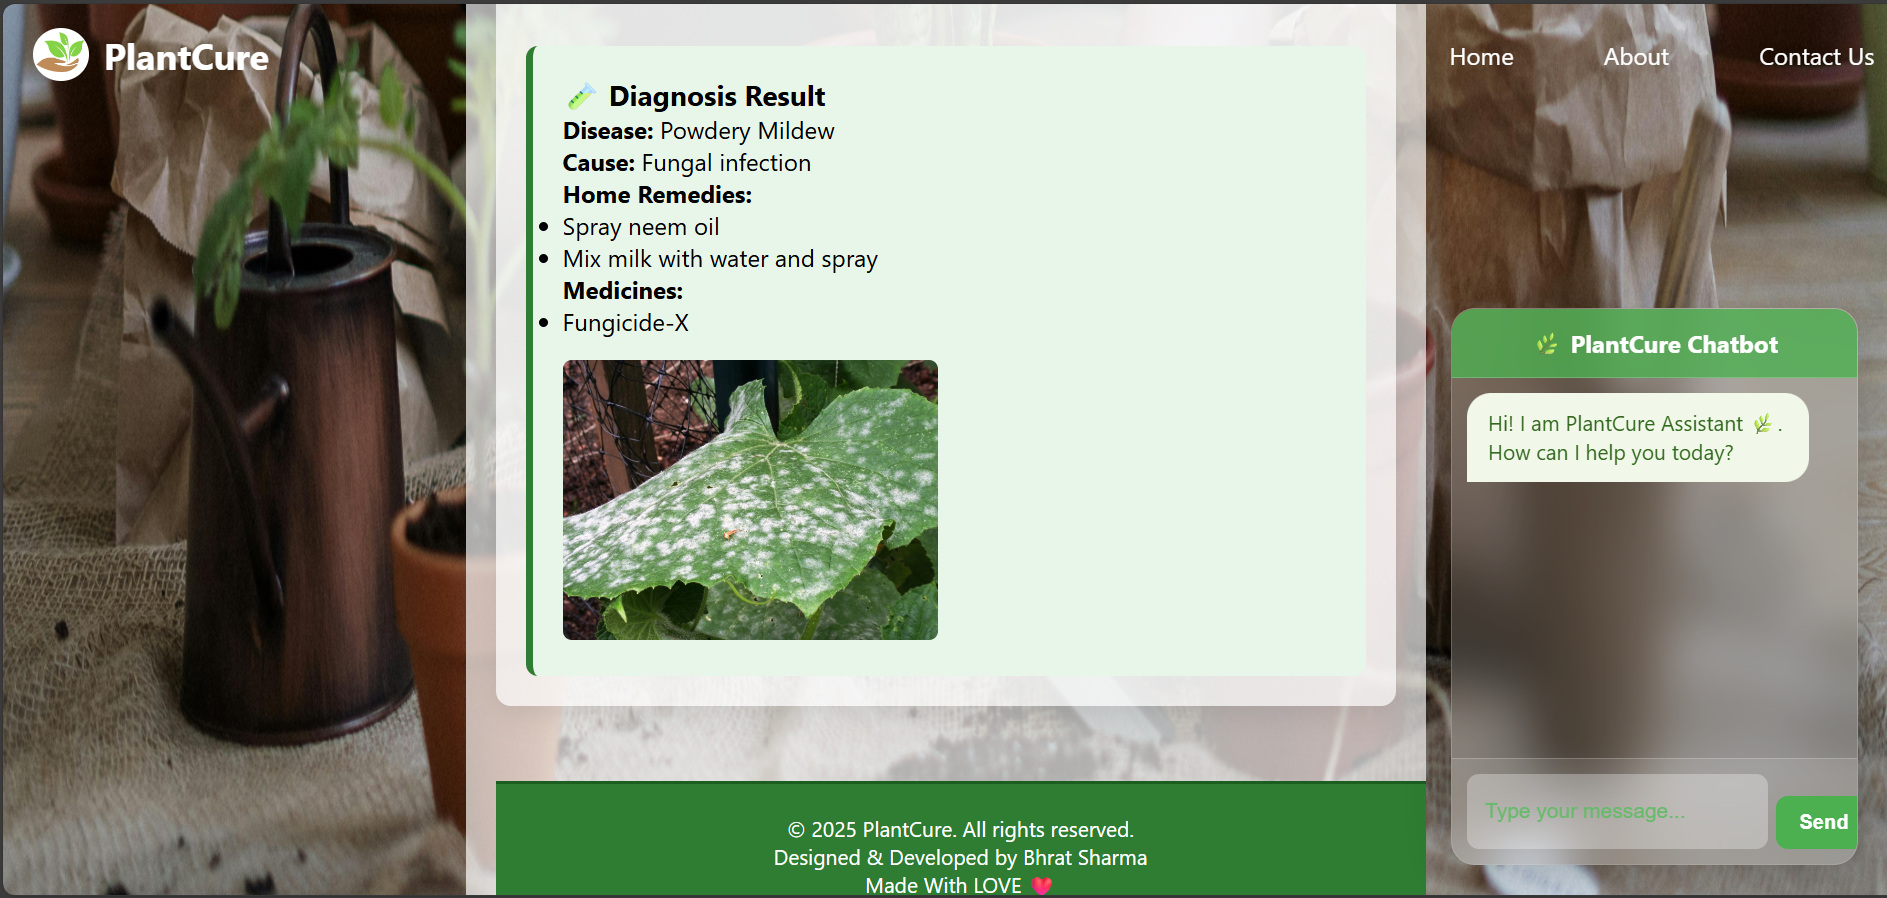 PlantCure
Home
About
Contact Us
Diagnosis Result
Disease: Powdery Mildew
Cause: Fungal infection
Home Remedies:
Spray neem oil
Mix milk with water and spray
Medicines:
Fungicide-X
PlantCure Chatbot
Hi! I am PlantCure Assistant 🌿.
How can I help you today?
Type your message...
Send
© 2025 PlantCure. All rights reserved.
Designed & Developed by Bhrat Sharma
Made With LOVE ❤️